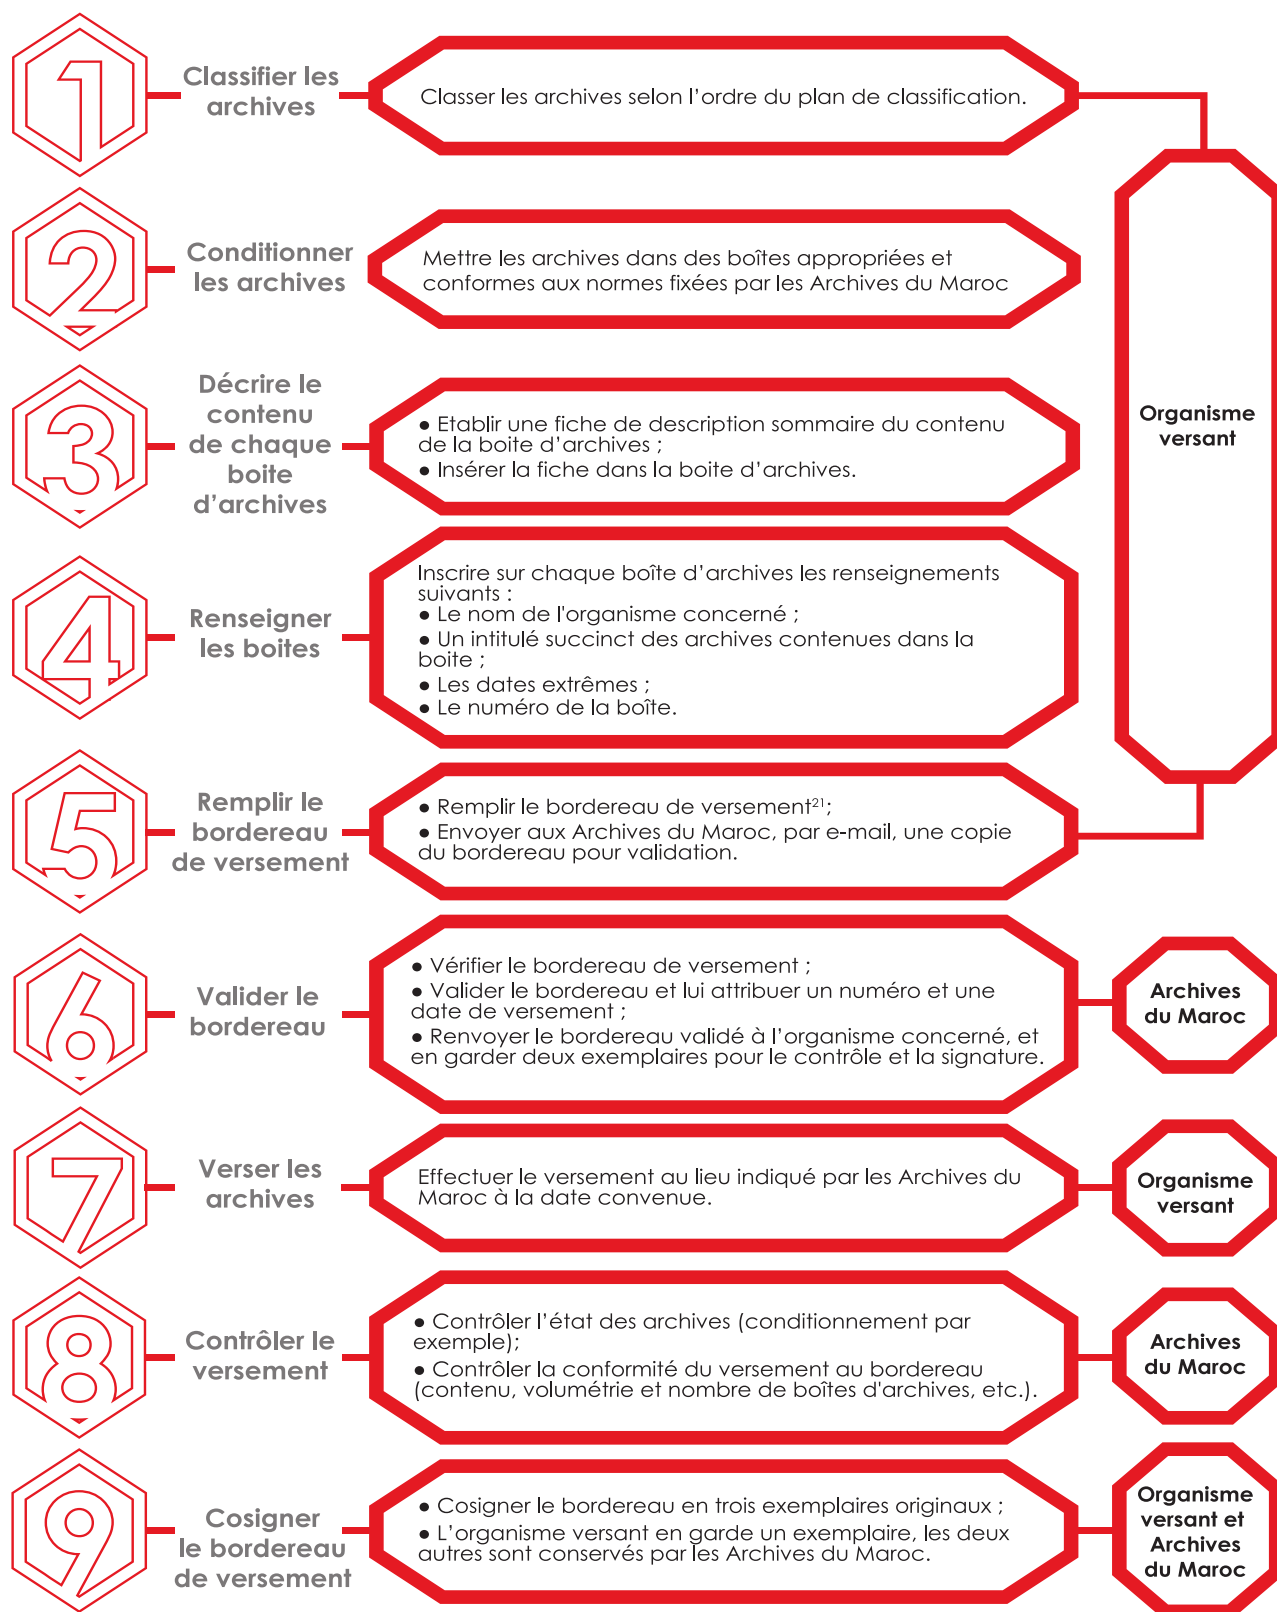 1
Classifier les
archives
Classer les archives selon l’ordre du plan de classification.
2
Conditionner
les archives
Mettre les archives dans des boîtes appropriées et
conformes aux normes fixées par les Archives du Maroc
3
Décrire le
contenu
de chaque
boite
d’archives
● Etablir une fiche de description sommaire du contenu
de la boite d’archives ;
● Insérer la fiche dans la boite d’archives.
Organisme
versant
4
Renseigner
les boites
Inscrire sur chaque boîte d’archives les renseignements
suivants :
● Le nom de l'organisme concerné ;
● Un intitulé succinct des archives contenues dans la
boite ;
● Les dates extrêmes ;
● Le numéro de la boîte.
5
Remplir le
bordereau
de versement
● Remplir le bordereau de versement²¹;
● Envoyer aux Archives du Maroc, par e-mail, une copie
du bordereau pour validation.
6
Valider le
bordereau
● Vérifier le bordereau de versement ;
● Valider le bordereau et lui attribuer un numéro et une
date de versement ;
● Renvoyer le bordereau validé à l’organisme concerné, et
en garder deux exemplaires pour le contrôle et la signature.
Archives
du Maroc
7
Verser les
archives
Effectuer le versement au lieu indiqué par les Archives du
Maroc à la date convenue.
Organisme
versant
8
Contrôler le
versement
● Contrôler l’état des archives (conditionnement par
exemple);
● Contrôler la conformité du versement au bordereau
(contenu, volumétrie et nombre de boîtes d'archives, etc.).
Archives
du Maroc
9
Cosigner
le bordereau
de versement
● Cosigner le bordereau en trois exemplaires originaux ;
● L’organisme versant en garde un exemplaire, les deux
autres sont conservés par les Archives du Maroc.
Organisme
versant et
Archives
du Maroc